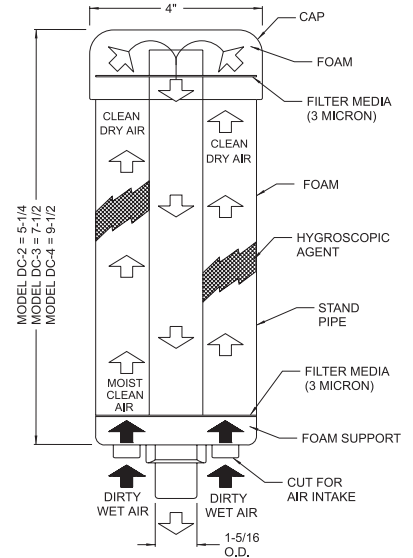 4"
CAP
FOAM
FILTER MEDIA
(3 MICRON)
CLEAN
DRY AIR
CLEAN
DRY AIR
FOAM
HYGROSCOPIC
AGENT
MODEL DC-2 = 5-1/4
MODEL DC-3 = 7-1/2
MODEL DC-4 = 9-1/2
STAND
PIPE
MOIST
CLEAN
AIR
FILTER MEDIA
(3 MICRON)
FOAM SUPPORT
CUT FOR
AIR INTAKE
DIRTY
WET AIR
DIRTY
WET AIR
1-5/16
O.D.